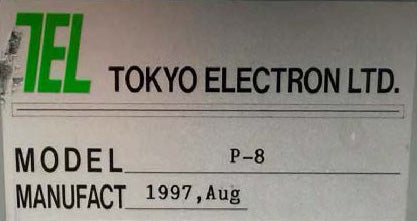 TEL TOKYO ELECTRON LTD.
MODEL P-8
MANUFACT 1997,Aug